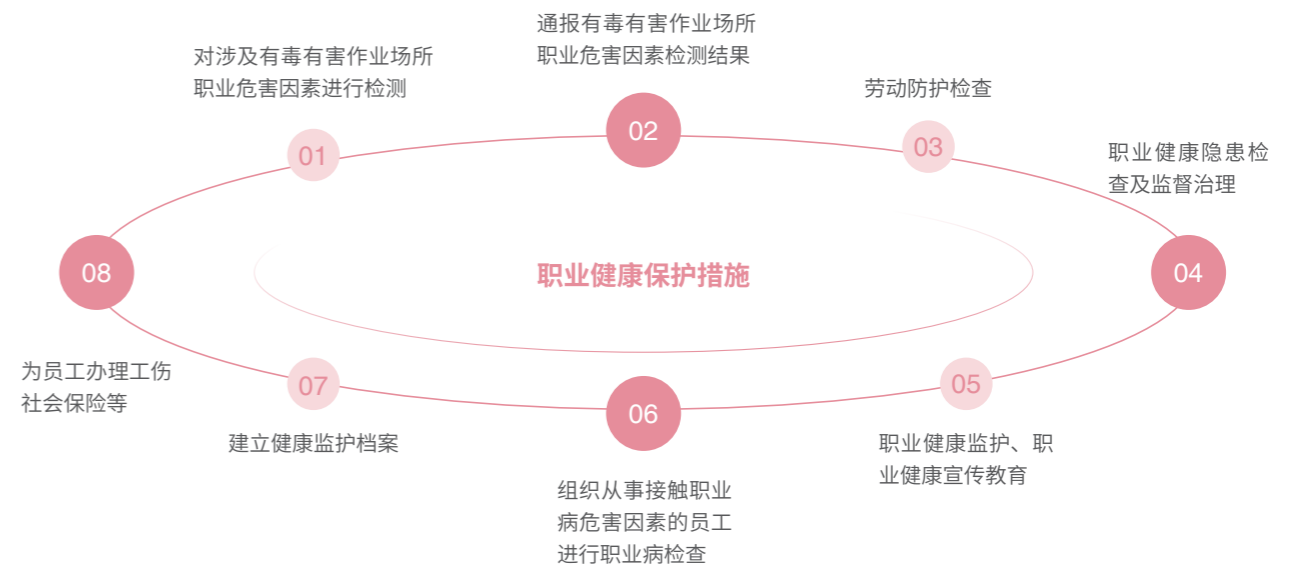 对涉及有毒有害作业场所
职业危害因素进行检测
01
通报有毒有害作业场所
职业危害因素检测结果
02
劳动防护检查
03
职业健康隐患检
查及监督治理
04
职业健康保护措施
05
职业健康监护、职
业健康宣传教育
06
组织从事接触职业
病危害因素的员工
进行职业病检查
07
建立健康监护档案
08
为员工办理工伤
社会保险等